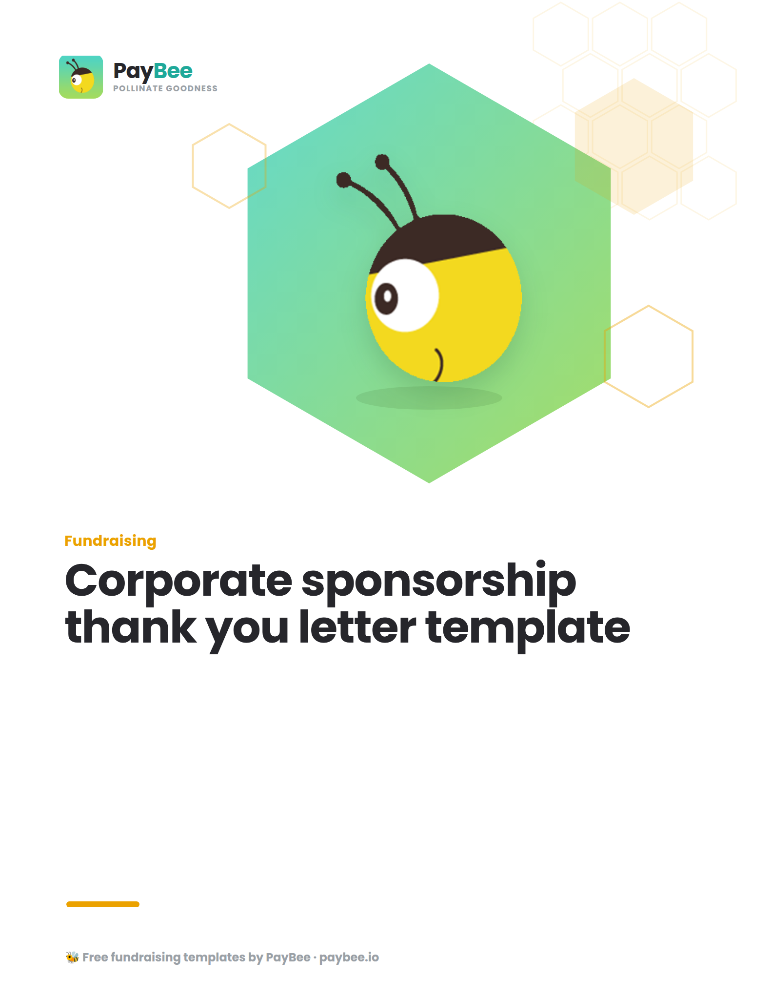 PayBee
POLLINATE GOODNESS
Fundraising
Corporate sponsorship
thank you letter template
🐝 Free fundraising templates by PayBee · paybee.io